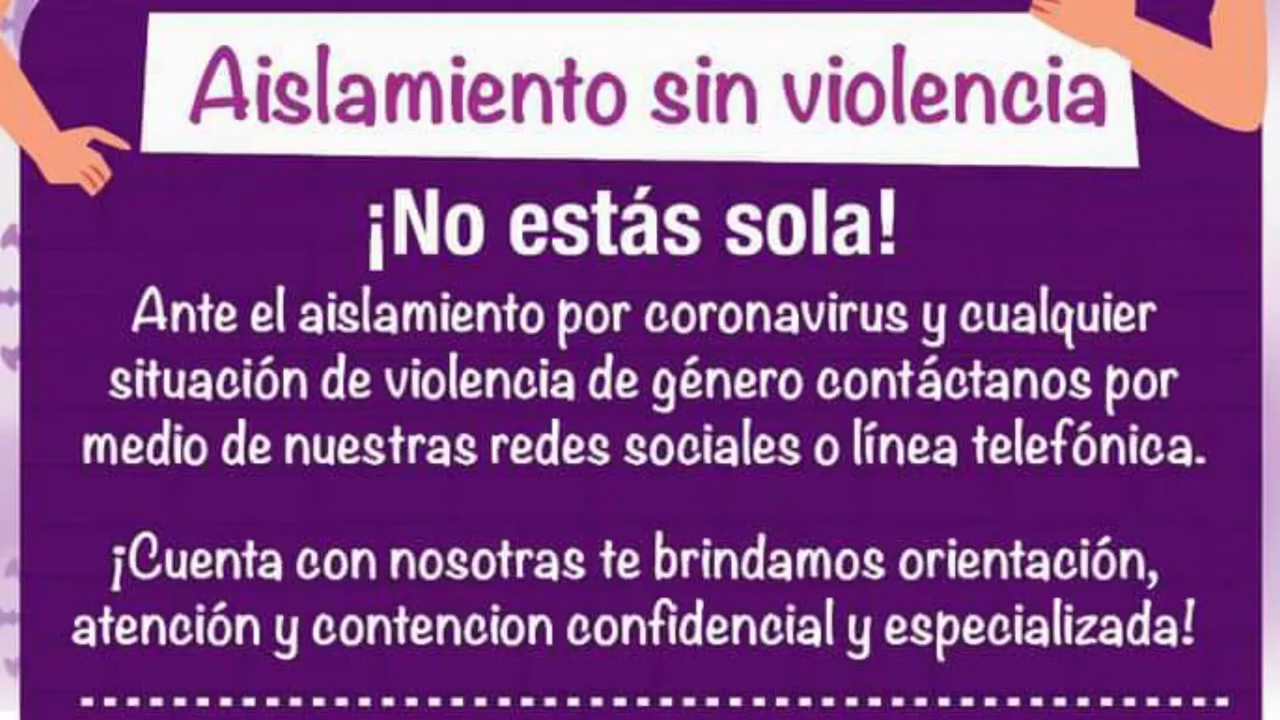 Aislamiento sin violencia
¡No estás sola!
Ante el aislamiento por coronavirus y cualquier
situación de violencia de género contáctanos por
medio de nuestras redes sociales o línea telefónica.
¡Cuenta con nosotras te brindamos orientación,
atención y contencion confidencial y especializada!